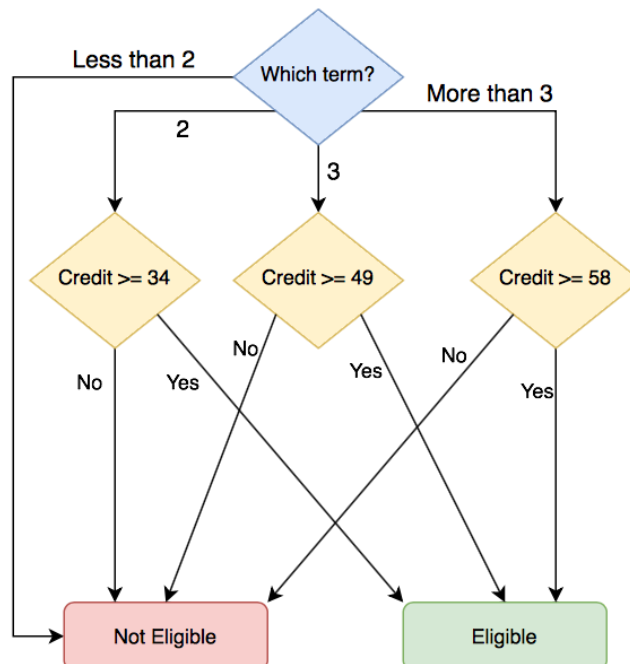 Less than 2
Which term?
More than 3
2
3
Credit >= 34
Credit >= 49
Credit >= 58
No
Yes
No
Yes
No
Yes
Not Eligible
Eligible